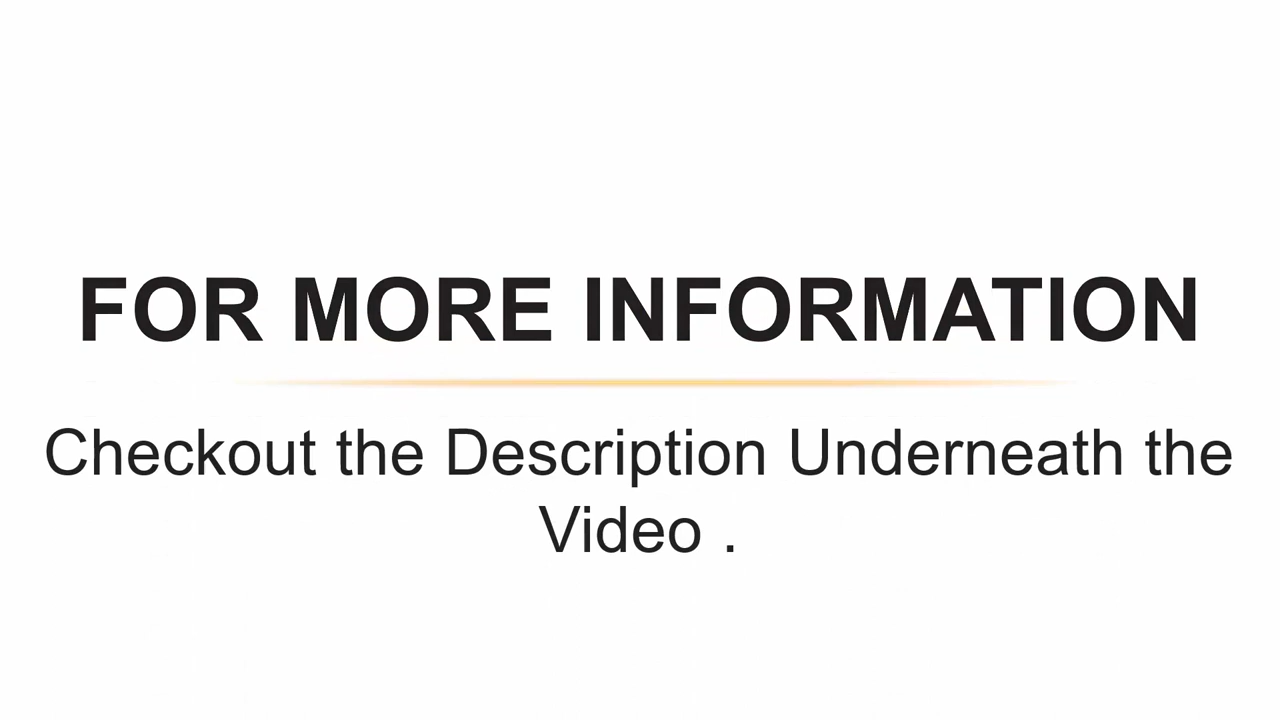 FOR MORE INFORMATION
Checkout the Description Underneath the
Video .